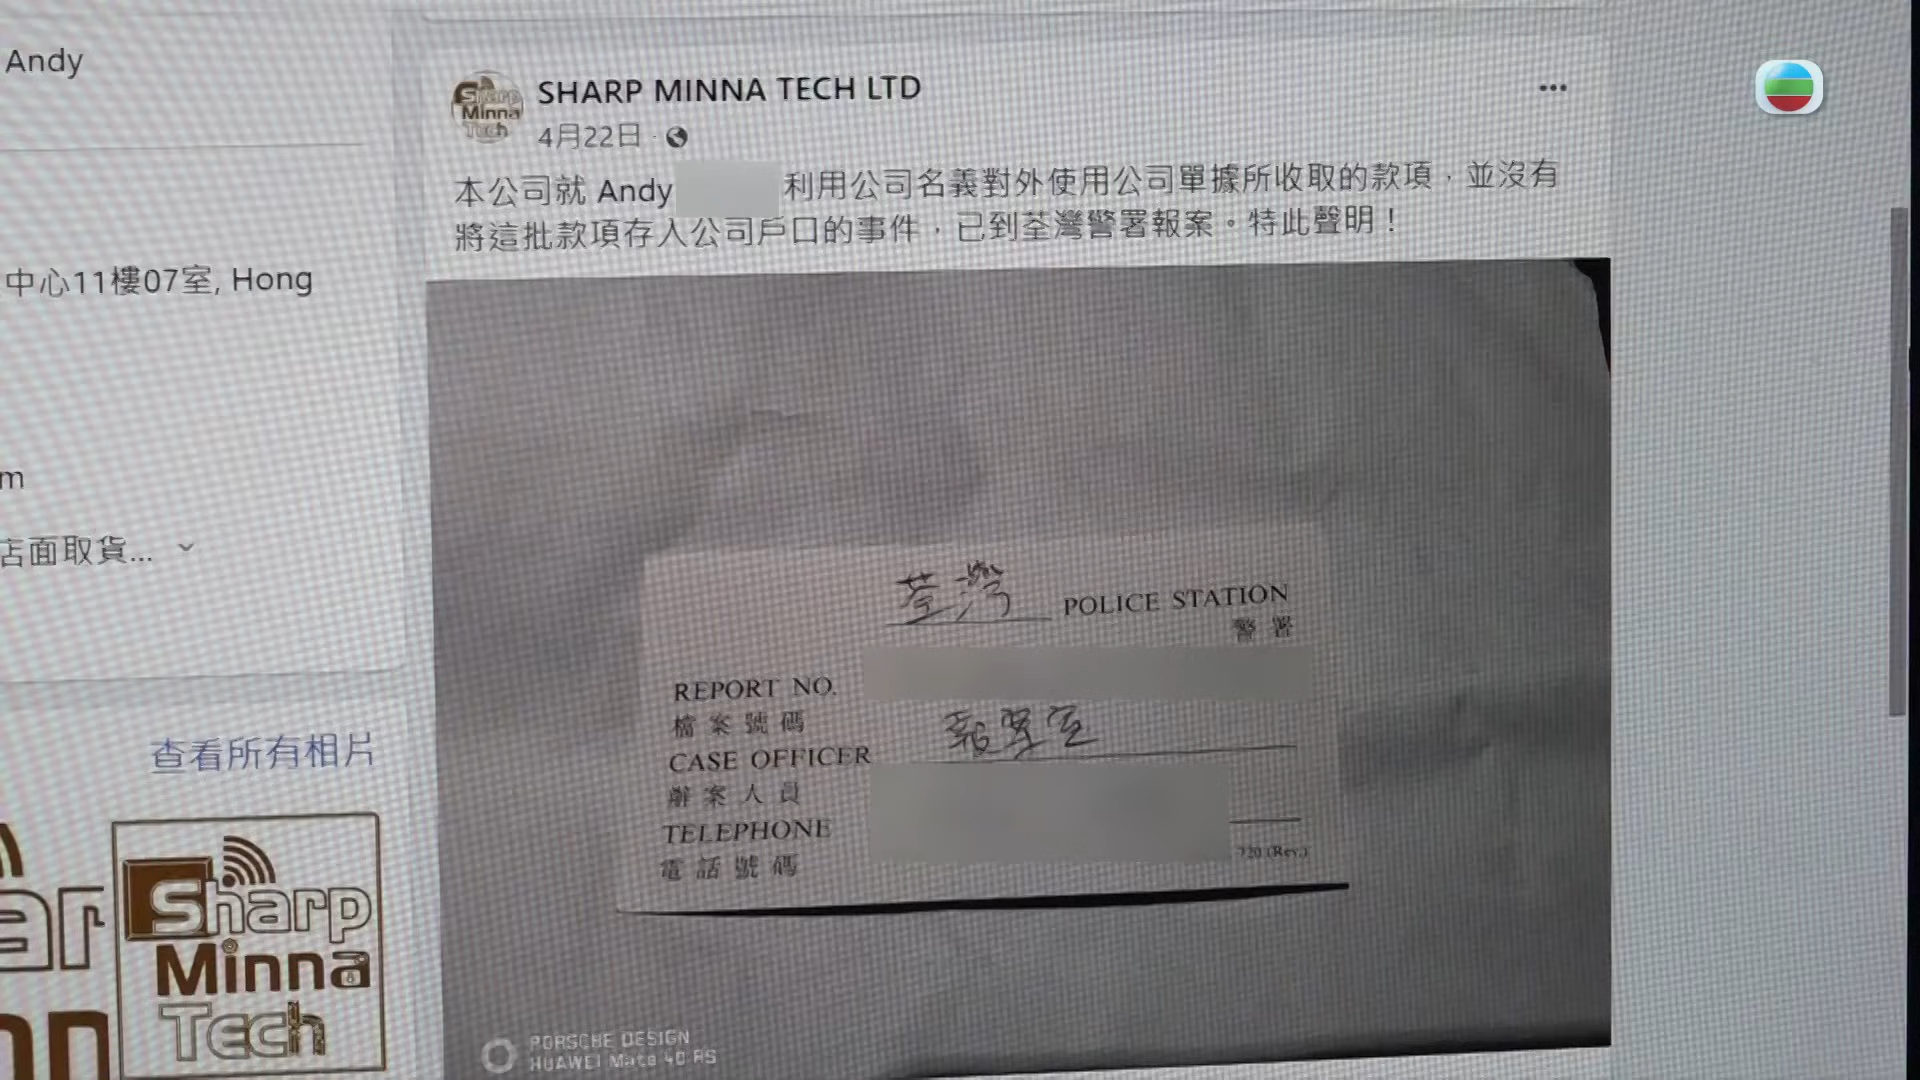 Andy
中心11樓07室, Hong
m
店面取貨...
查看所有相片
Sharp
Minna
Tech
Sharp
Minna
Tech
SHARP MINNA TECH LTD
4月22日 ·
本公司就 Andy 利用公司名義對外使用公司單據所收取的款項，並沒有
將這批款項存入公司戶口的事件，已到荃灣警署報案。特此聲明！
荃灣 POLICE STATION
警署
REPORT NO.
檔案號碼
CASE OFFICER 報案室
辦案人員
TELEPHONE
電話號碼
720 (Rev.)
PORSCHE DESIGN
HUAWEI Mate 40 RS